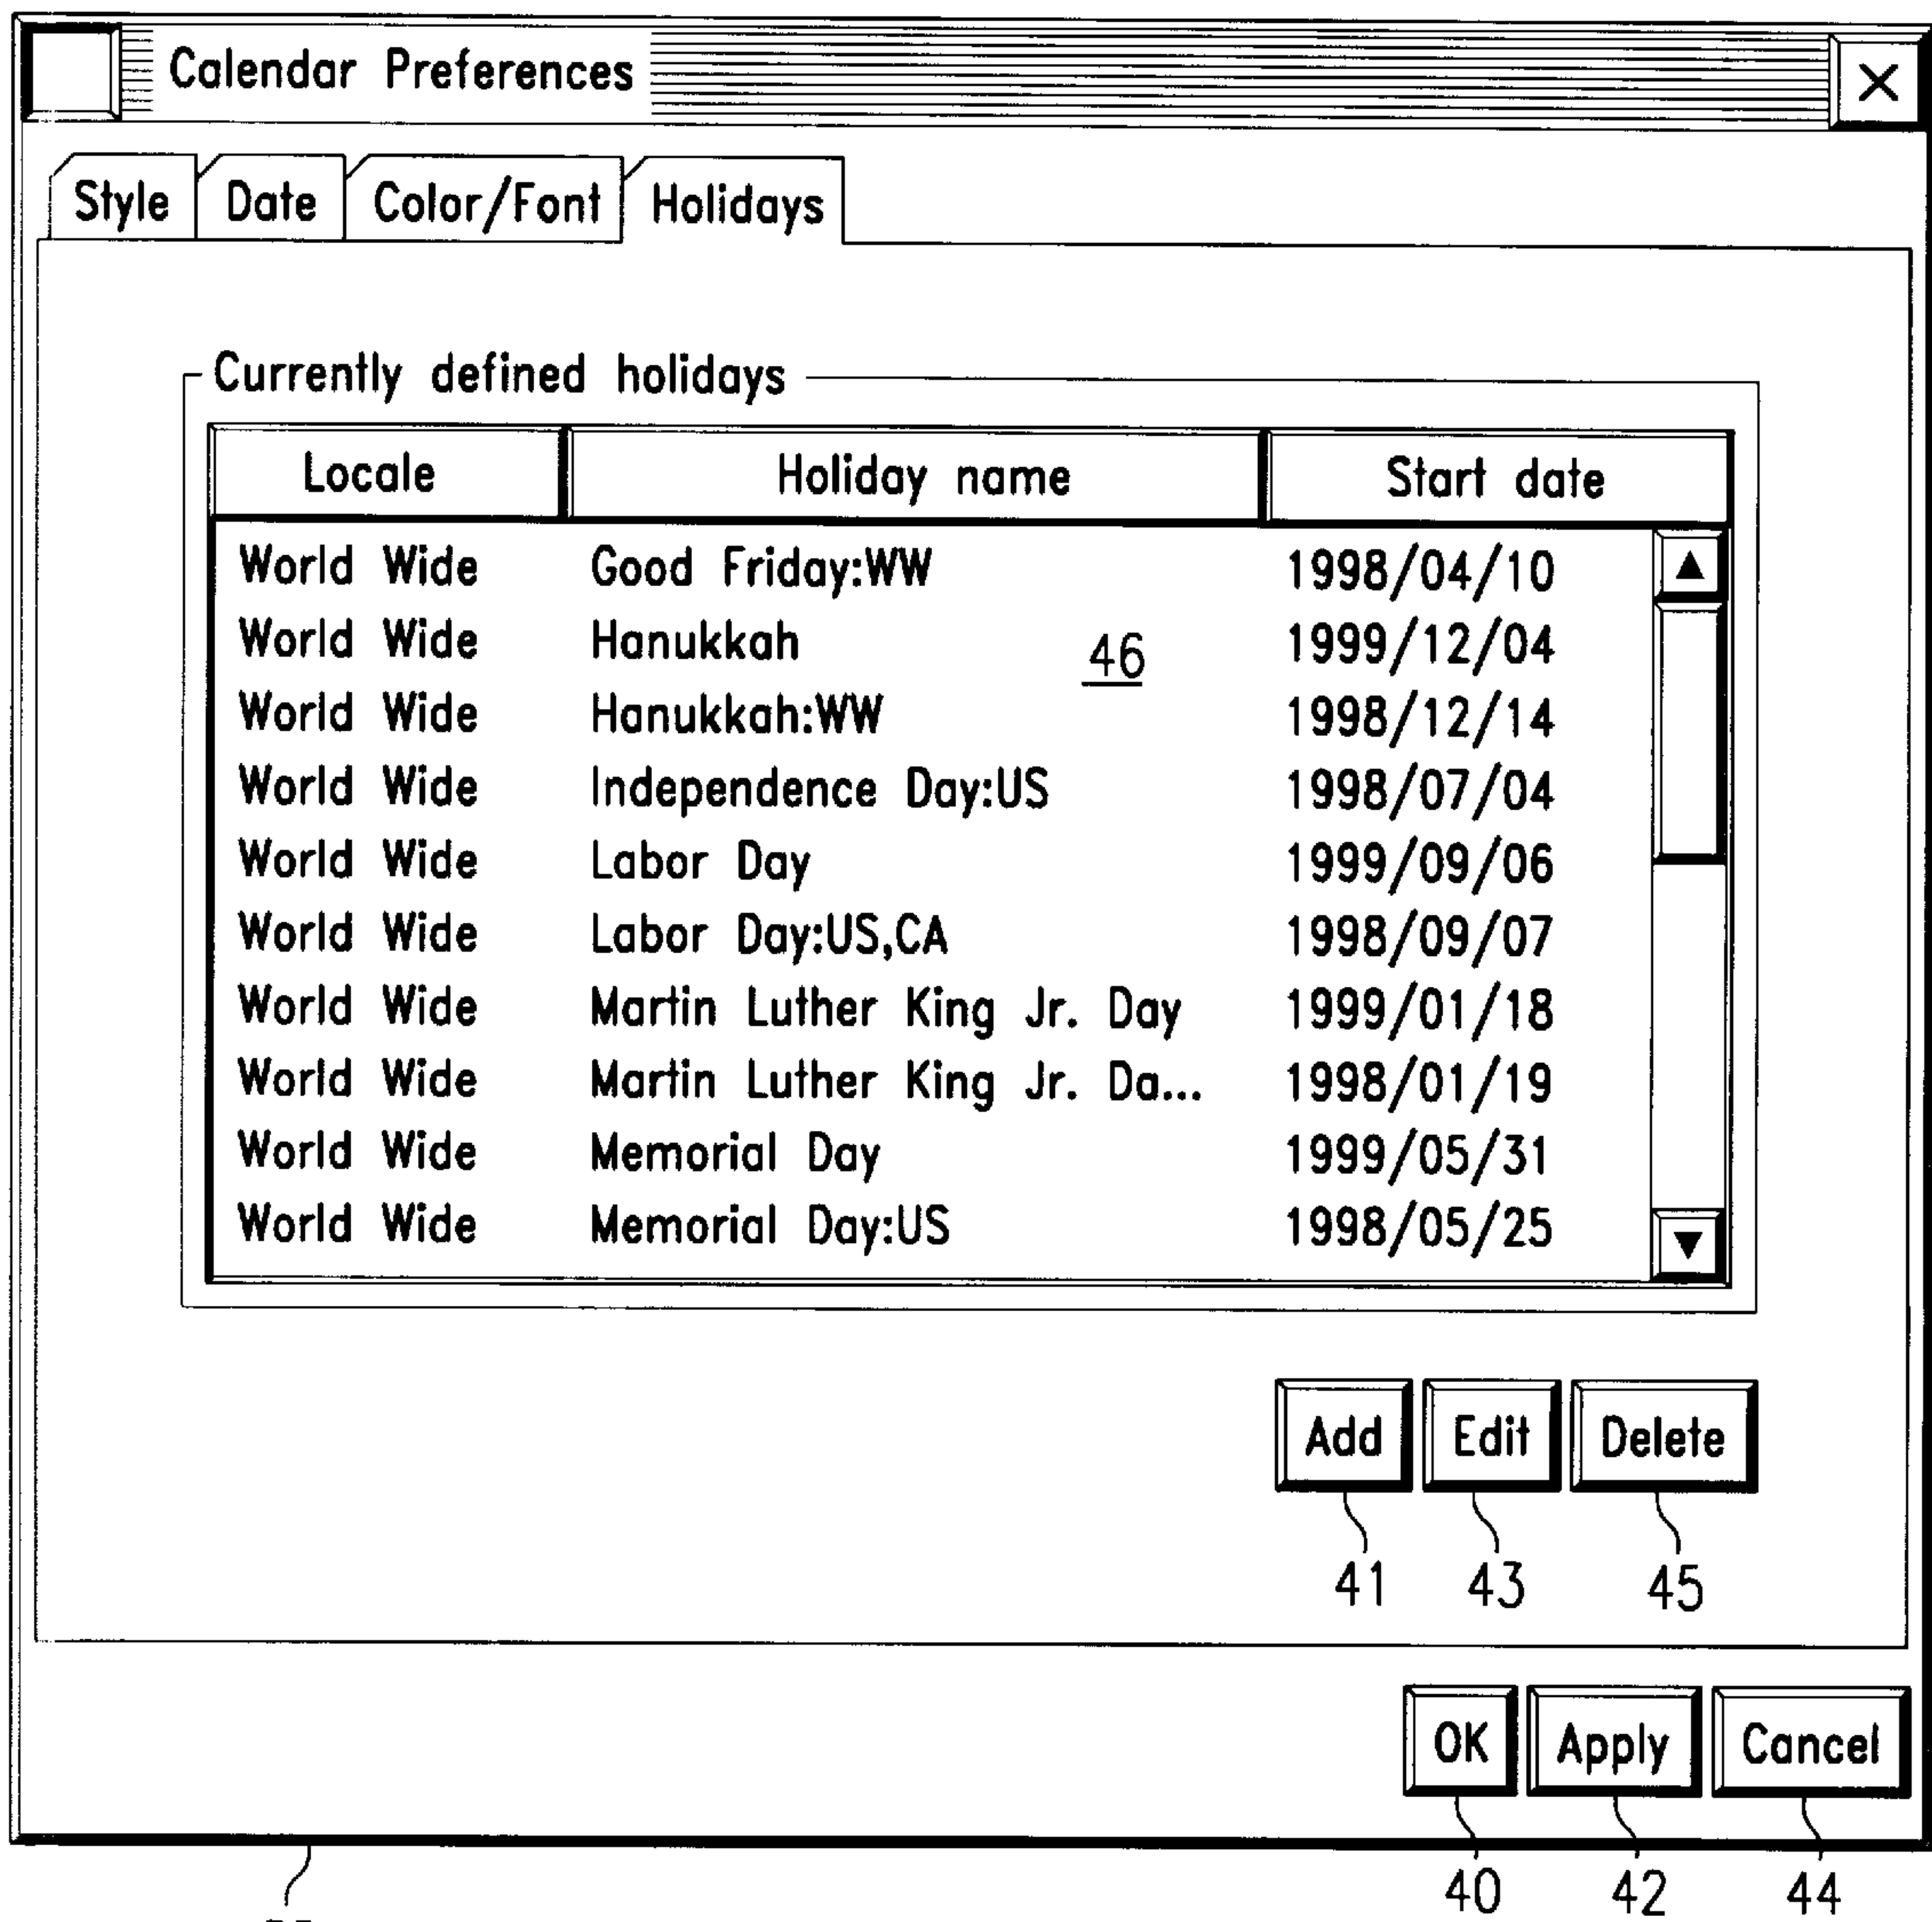 Calendar Preferences
Style Date Color/Font Holidays
Currently defined holidays
Locale Holiday name Start date
World Wide Good Friday:WW 1998/04/10
World Wide Hanukkah 1999/12/04
46
World Wide Hanukkah:WW 1998/12/14
World Wide Independence Day:US 1998/07/04
World Wide Labor Day 1999/09/06
World Wide Labor Day:US,CA 1998/09/07
World Wide Martin Luther King Jr. Day 1999/01/18
World Wide Martin Luther King Jr. Da... 1998/01/19
World Wide Memorial Day 1999/05/31
World Wide Memorial Day:US 1998/05/25
Add Edit Delete
41 43 45
OK Apply Cancel
40 42 44